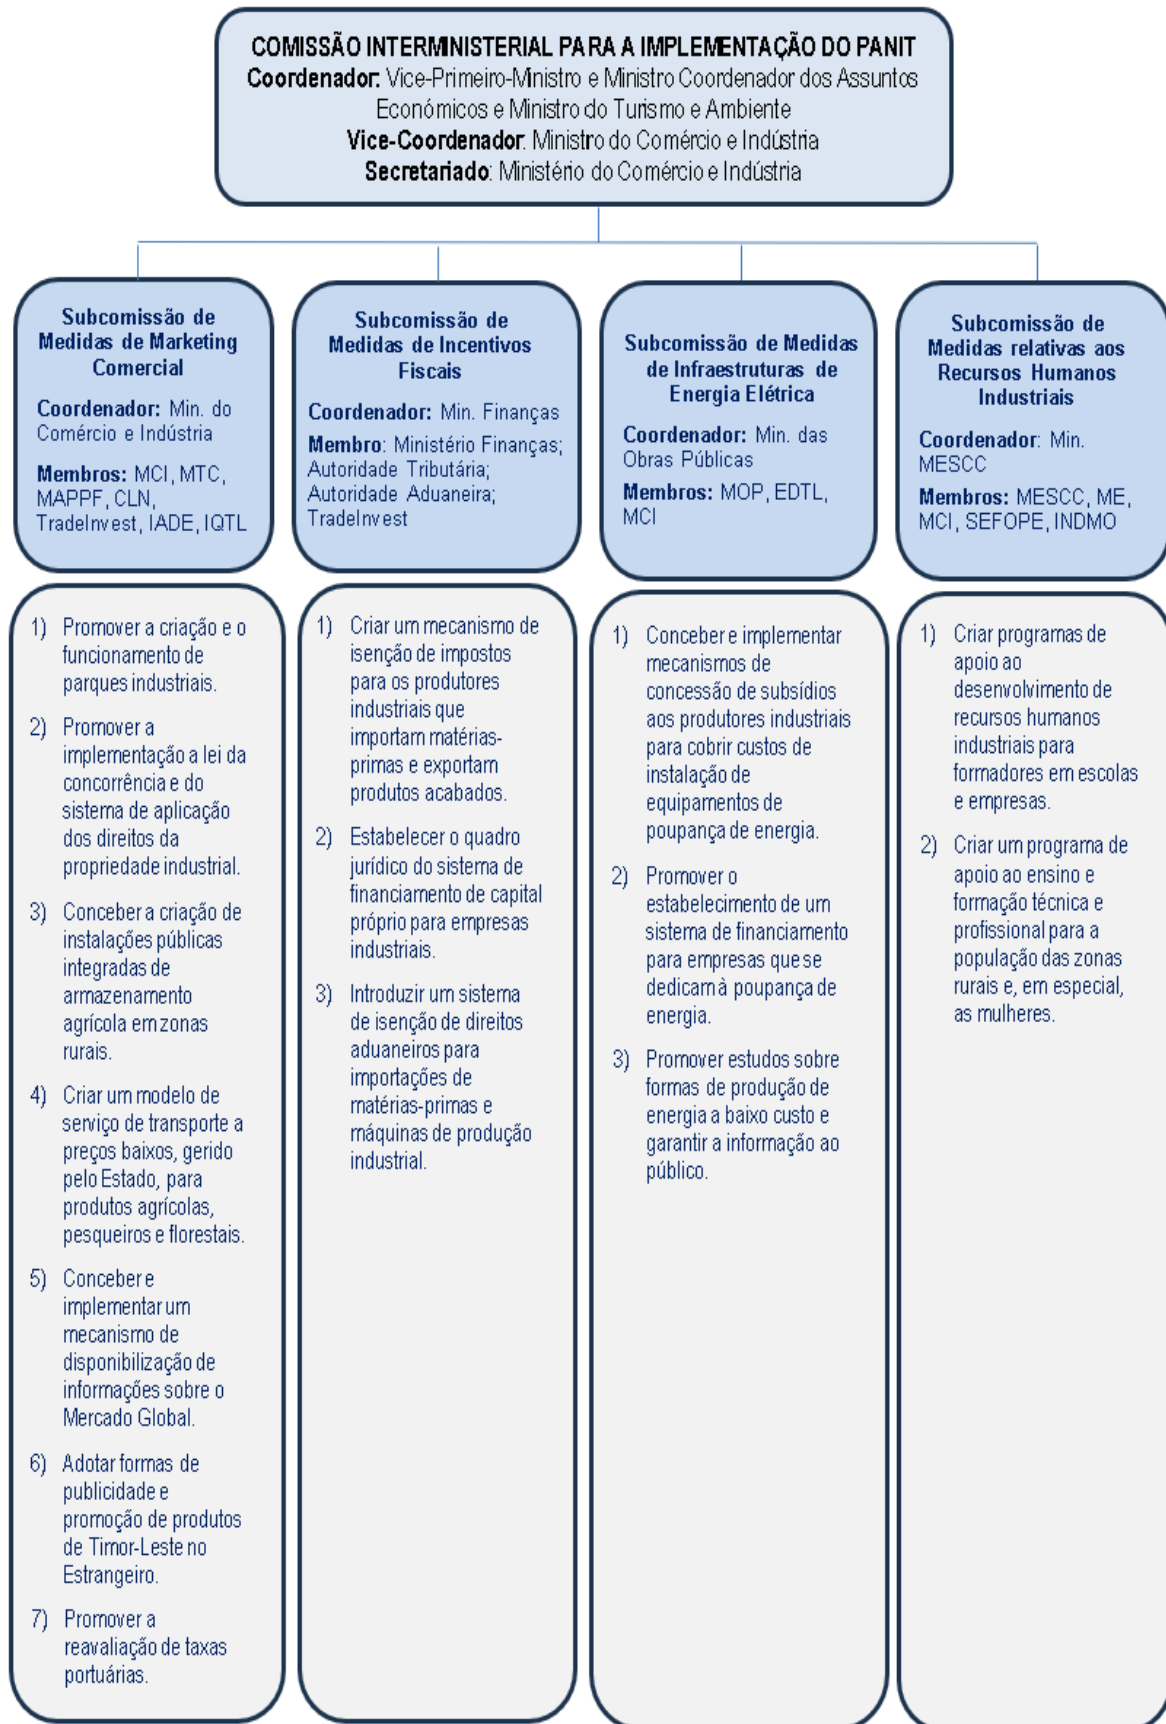 COMISSÃO INTERMINISTERIAL PARA A IMPLEMENTAÇÃO DO PANIT
Coordenador: Vice-Primeiro-Ministro e Ministro Coordenador dos Assuntos
Económicos e Ministro do Turismo e Ambiente
Vice-Coordenador: Ministro do Comércio e Indústria
Secretariado: Ministério do Comércio e Indústria
Subcomissão de
Medidas de Marketing
Comercial
Coordenador: Min. do
Comércio e Indústria
Membros: MCI, MTC,
MAPPF, CLN,
TradeInvest, IADE, IQTL
Subcomissão de
Medidas de Incentivos
Fiscais
Coordenador: Min. Finanças
Membro: Ministério Finanças;
Autoridade Tributária;
Autoridade Aduaneira;
TradeInvest
Subcomissão de Medidas
de Infraestruturas de
Energia Elétrica
Coordenador: Min. das
Obras Públicas
Membros: MOP, EDTL,
MCI
Subcomissão de
Medidas relativas aos
Recursos Humanos
Industriais
Coordenador: Min.
MESCC
Membros: MESCC, ME,
MCI, SEFOPE, INDMO
1) Promover a criação e o
funcionamento de
parques industriais.
2) Promover a
implementação a lei da
concorrência e do
sistema de aplicação
dos direitos da
propriedade industrial.
3) Conceber a criação de
instalações públicas
integradas de
armazenamento
agrícola em zonas
rurais.
4) Criar um modelo de
serviço de transporte a
preços baixos, gerido
pelo Estado, para
produtos agrícolas,
pesqueiros e florestais.
5) Conceber e
implementar um
mecanismo de
disponibilização de
informações sobre o
Mercado Global.
6) Adotar formas de
publicidade e
promoção de produtos
de Timor-Leste no
Estrangeiro.
7) Promover a
reavaliação de taxas
portuárias.
1) Criar um mecanismo de
isenção de impostos
para os produtores
industriais que
importam matérias-
primas e exportam
produtos acabados.
2) Estabelecer o quadro
jurídico do sistema de
financiamento de capital
próprio para empresas
industriais.
3) Introduzir um sistema
de isenção de direitos
aduaneiros para
importações de
matérias-primas e
máquinas de produção
industrial.
1) Conceber e implementar
mecanismos de
concessão de subsídios
aos produtores industriais
para cobrir custos de
instalação de
equipamentos de
poupança de energia.
2) Promover o
estabelecimento de um
sistema de financiamento
para empresas que se
dedicam à poupança de
energia.
3) Promover estudos sobre
formas de produção de
energia a baixo custo e
garantir a informação ao
público.
1) Criar programas de
apoio ao
desenvolvimento de
recursos humanos
industriais para
formadores em escolas
e empresas.
2) Criar um programa de
apoio ao ensino e
formação técnica e
profissional para a
população das zonas
rurais e, em especial,
as mulheres.